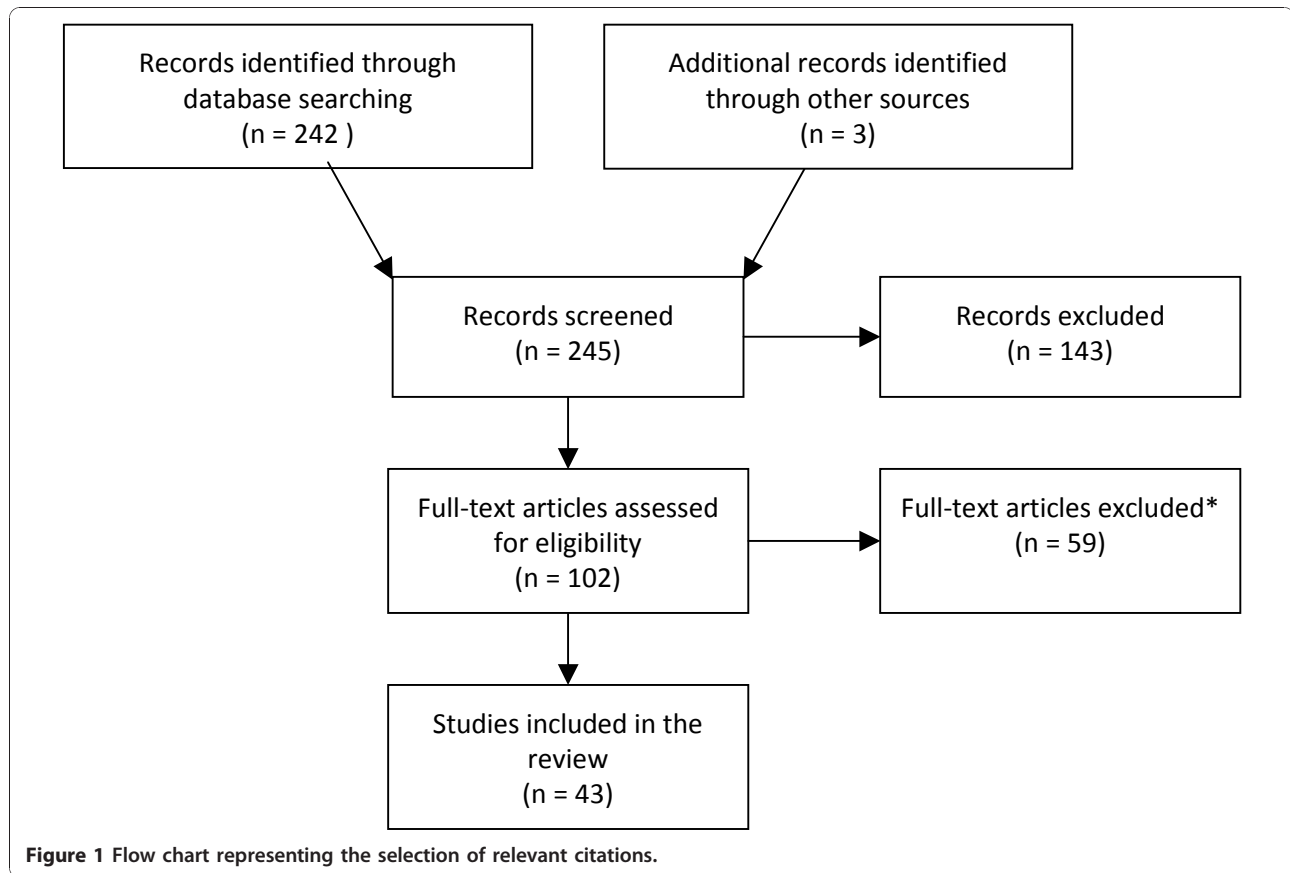 Records identified through
database searching
(n = 242 )
Additional records identified
through other sources
(n = 3)
Records screened
(n = 245)
Records excluded
(n = 143)
Full-text articles assessed
for eligibility
(n = 102)
Full-text articles excluded*
(n = 59)
Studies included in the
review
(n = 43)
Figure 1 Flow chart representing the selection of relevant citations.